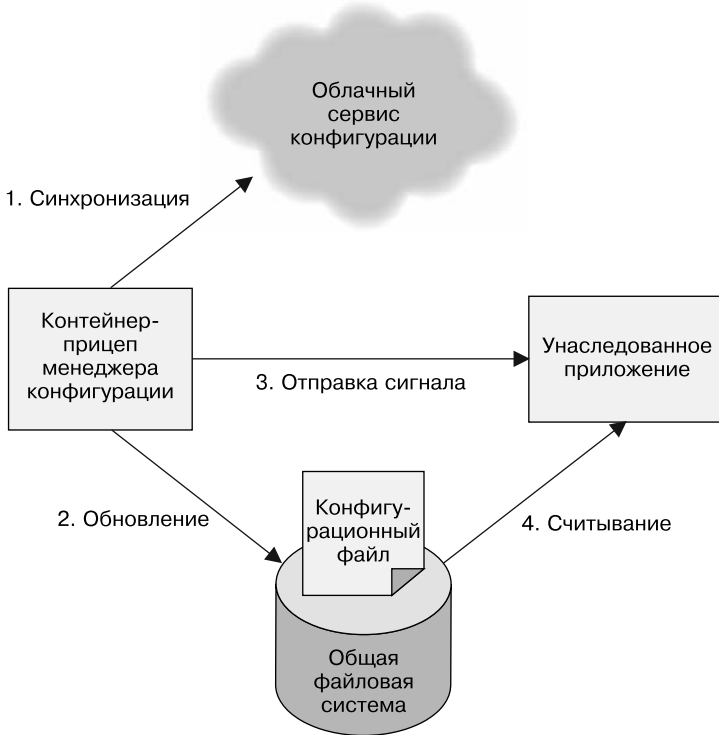 Облачный
сервис
конфигурации
1. Синхронизация
Контейнер-
прицеп
менеджера
конфигурации
3. Отправка сигнала
Унаследованное
приложение
2. Обновление
Конфигу-
рационный
файл
4. Считывание
Общая
файловая
система